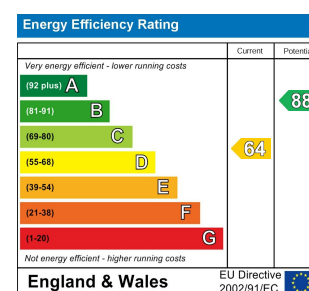 Energy Efficiency Rating
Current
Very energy efficient - lower running costs
(92 plus) A
(81-91) B
88
(69-80) C
64
(55-68) D
(39-54) E
(21-38) F
(1-20) G
Not energy efficient - higher running costs
England & Wales
EU Directive
2002/91/EC